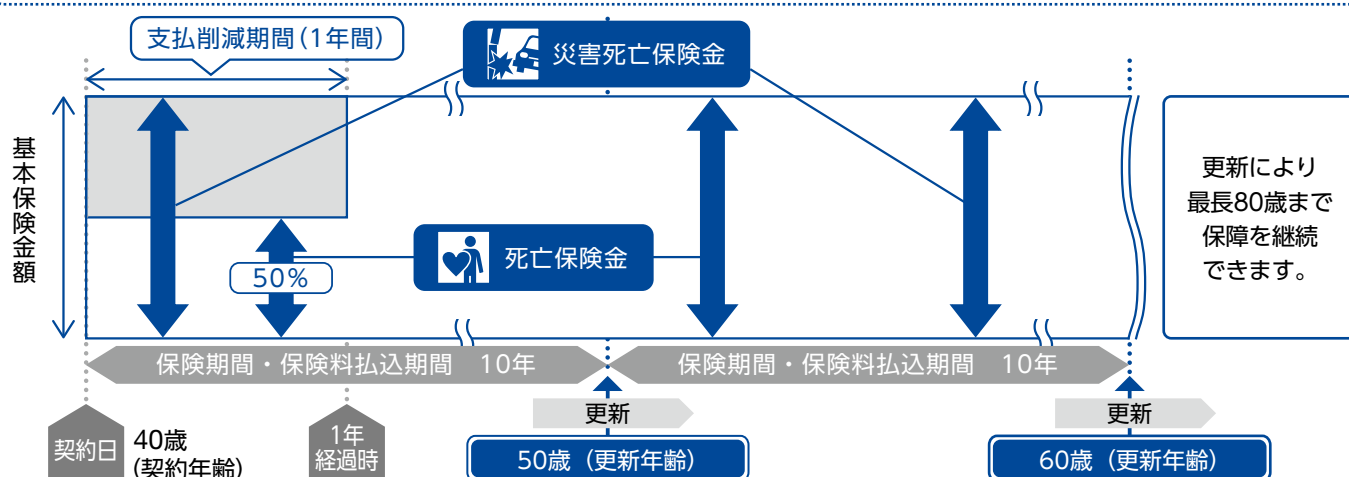 支払削減期間(1年間)
災害死亡保険金
基本保険金額
50%
死亡保険金
更新により
最長80歳まで
保障を継続
できます。
保険期間・保険料払込期間 10年
保険期間・保険料払込期間 10年
契約日
40歳
(契約年齢)
1年
経過時
更新
50歳(更新年齢)
更新
60歳(更新年齢)